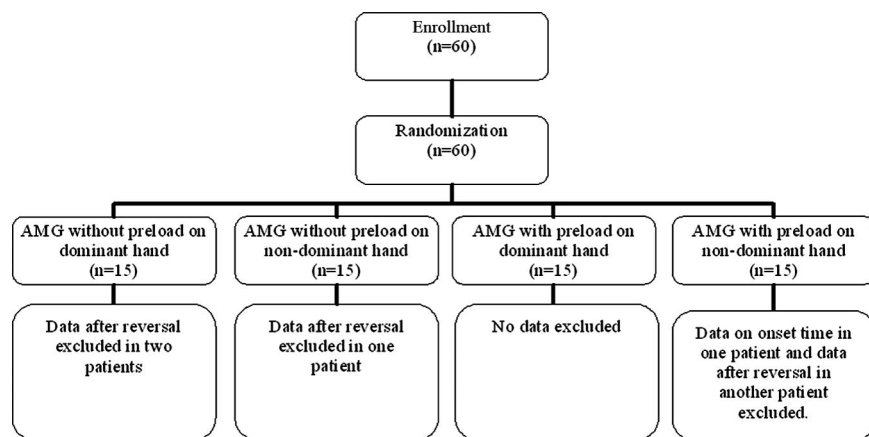 Enrollment
(n=60)
Randomization
(n=60)
AMG without preload on
dominant hand
(n=15)
AMG without preload on
non-dominant hand
(n=15)
AMG with preload on
dominant hand
(n=15)
AMG with preload on
non-dominant hand
(n=15)
Data after reversal
excluded in two
patients
Data after reversal
excluded in one
patient
No data excluded
Data on onset time in
one patient and data
after reversal in
another patient
excluded.